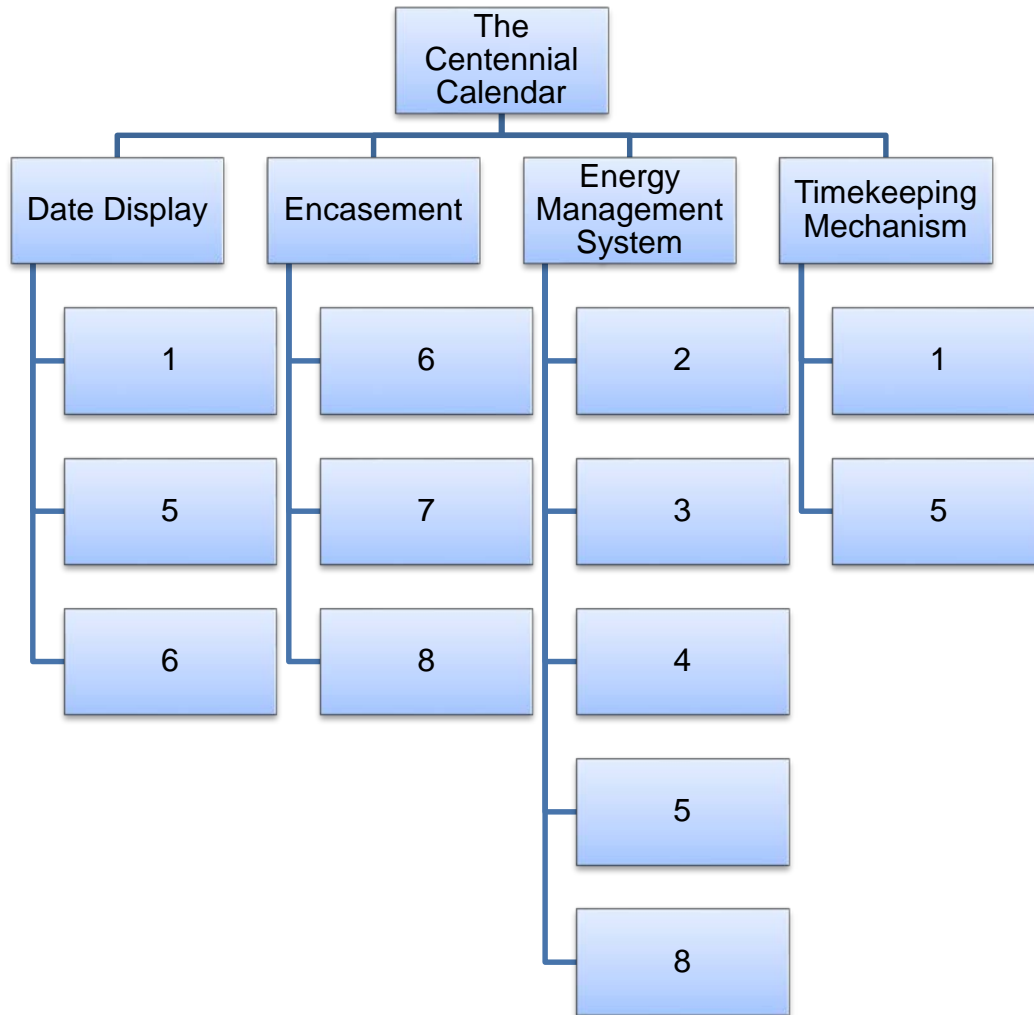 The
Centennial
Calendar
Date Display
Encasement
Energy
Management
System
Timekeeping
Mechanism
1
6
2
1
5
7
3
5
6
8
4
5
8